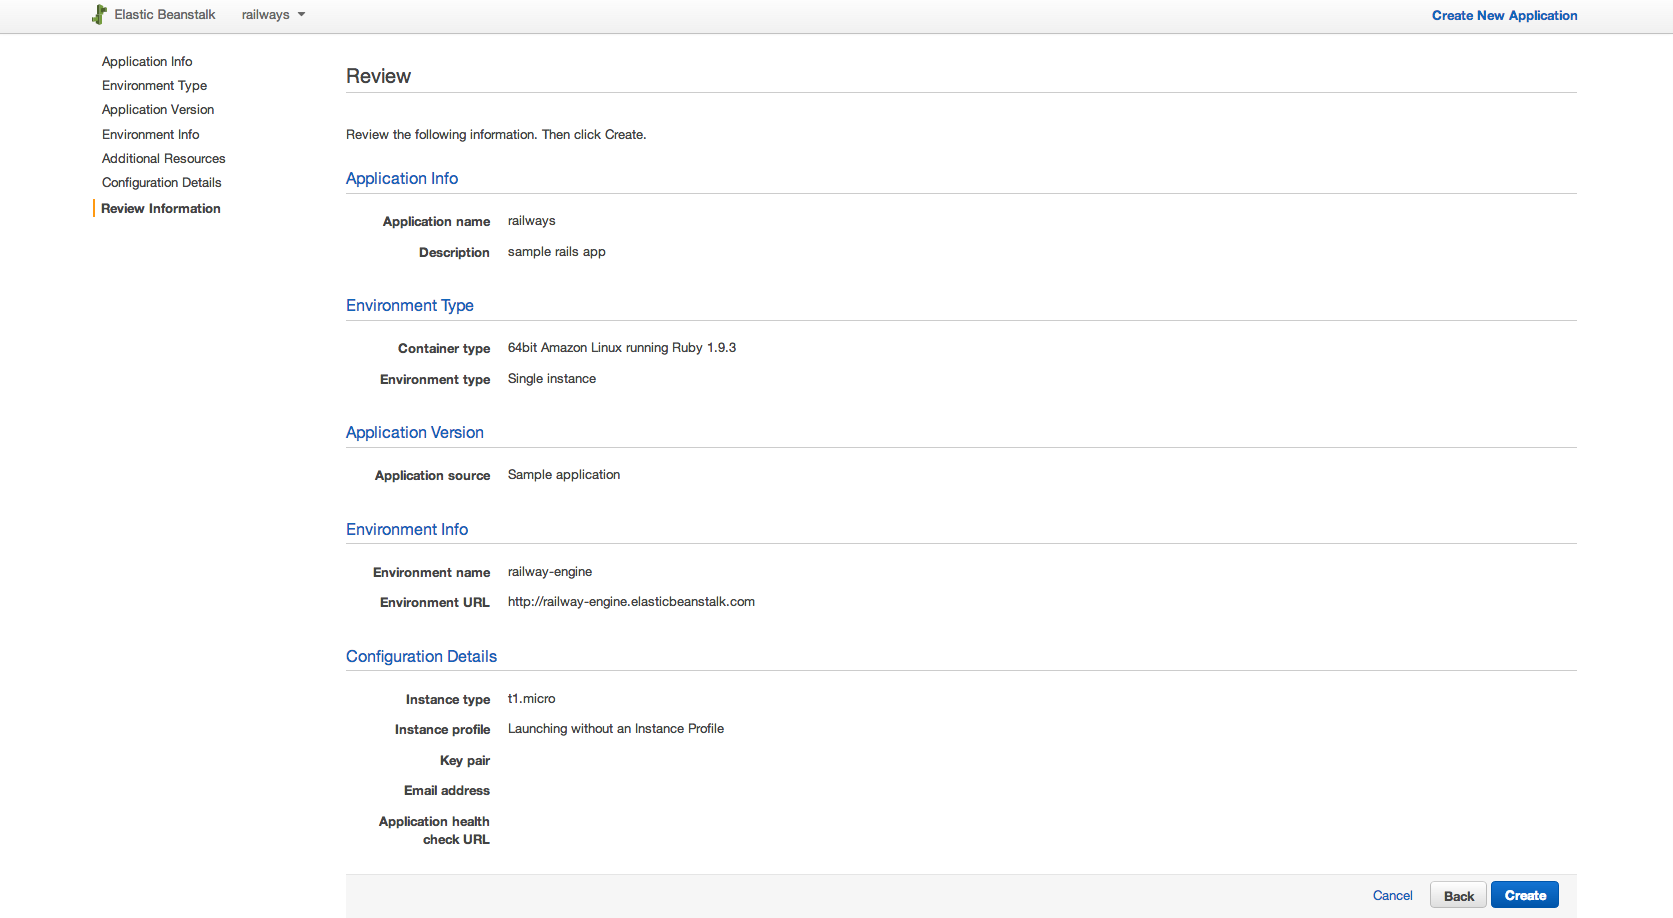 Elastic Beanstalk railways Create New Application
Application Info
Environment Type
Application Version
Environment Info
Additional Resources
Configuration Details
Review Information
Review
Review the following information. Then click Create.
Application Info
Application name railways
Description sample rails app
Environment Type
Container type 64bit Amazon Linux running Ruby 1.9.3
Environment type Single instance
Application Version
Application source Sample application
Environment Info
Environment name railway-engine
Environment URL http://railway-engine.elasticbeanstalk.com
Configuration Details
Instance type t1.micro
Instance profile Launching without an Instance Profile
Key pair
Email address
Application health
check URL
Cancel Back Create